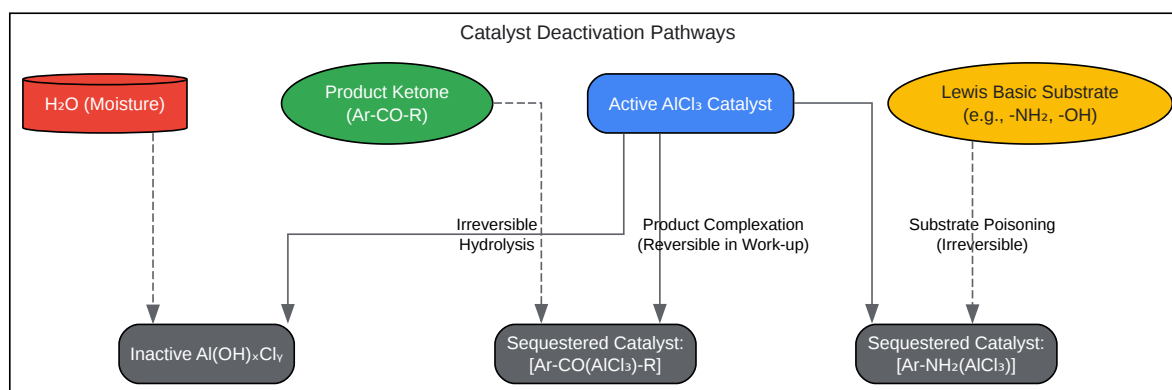 Catalyst Deactivation Pathways
H₂O (Moisture)
Product Ketone
(Ar-CO-R)
Active AlCl₃ Catalyst
Lewis Basic Substrate
(e.g., -NH₂, -OH)
Irreversible
Hydrolysis
Product Complexation
(Reversible in Work-up)
Substrate Poisoning
(Irreversible)
Inactive Al(OH)ₓClᵧ
Sequestered Catalyst:
[Ar-CO(AlCl₃)-R]
Sequestered Catalyst:
[Ar-NH₂(AlCl₃)]